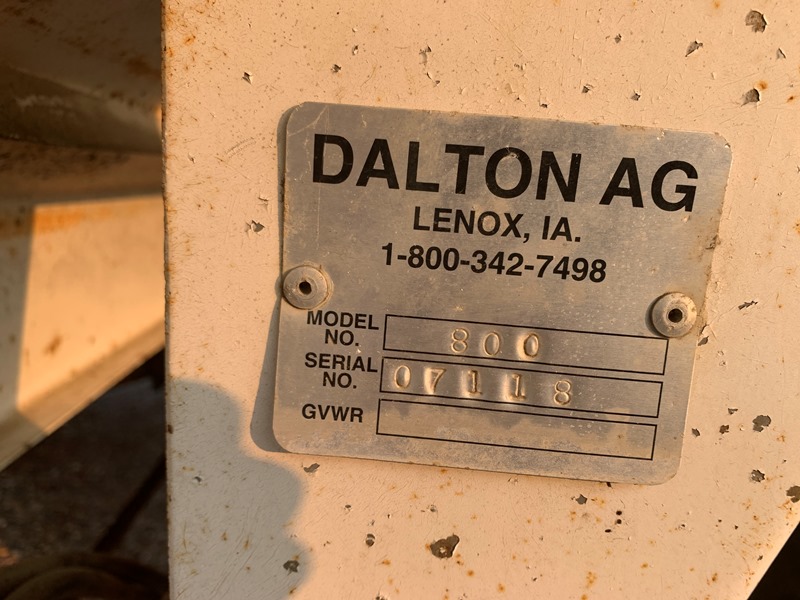 DALTON AG
LENOX, IA.
1-800-342-7498
MODEL NO. 800
SERIAL NO. 07118
GVWR